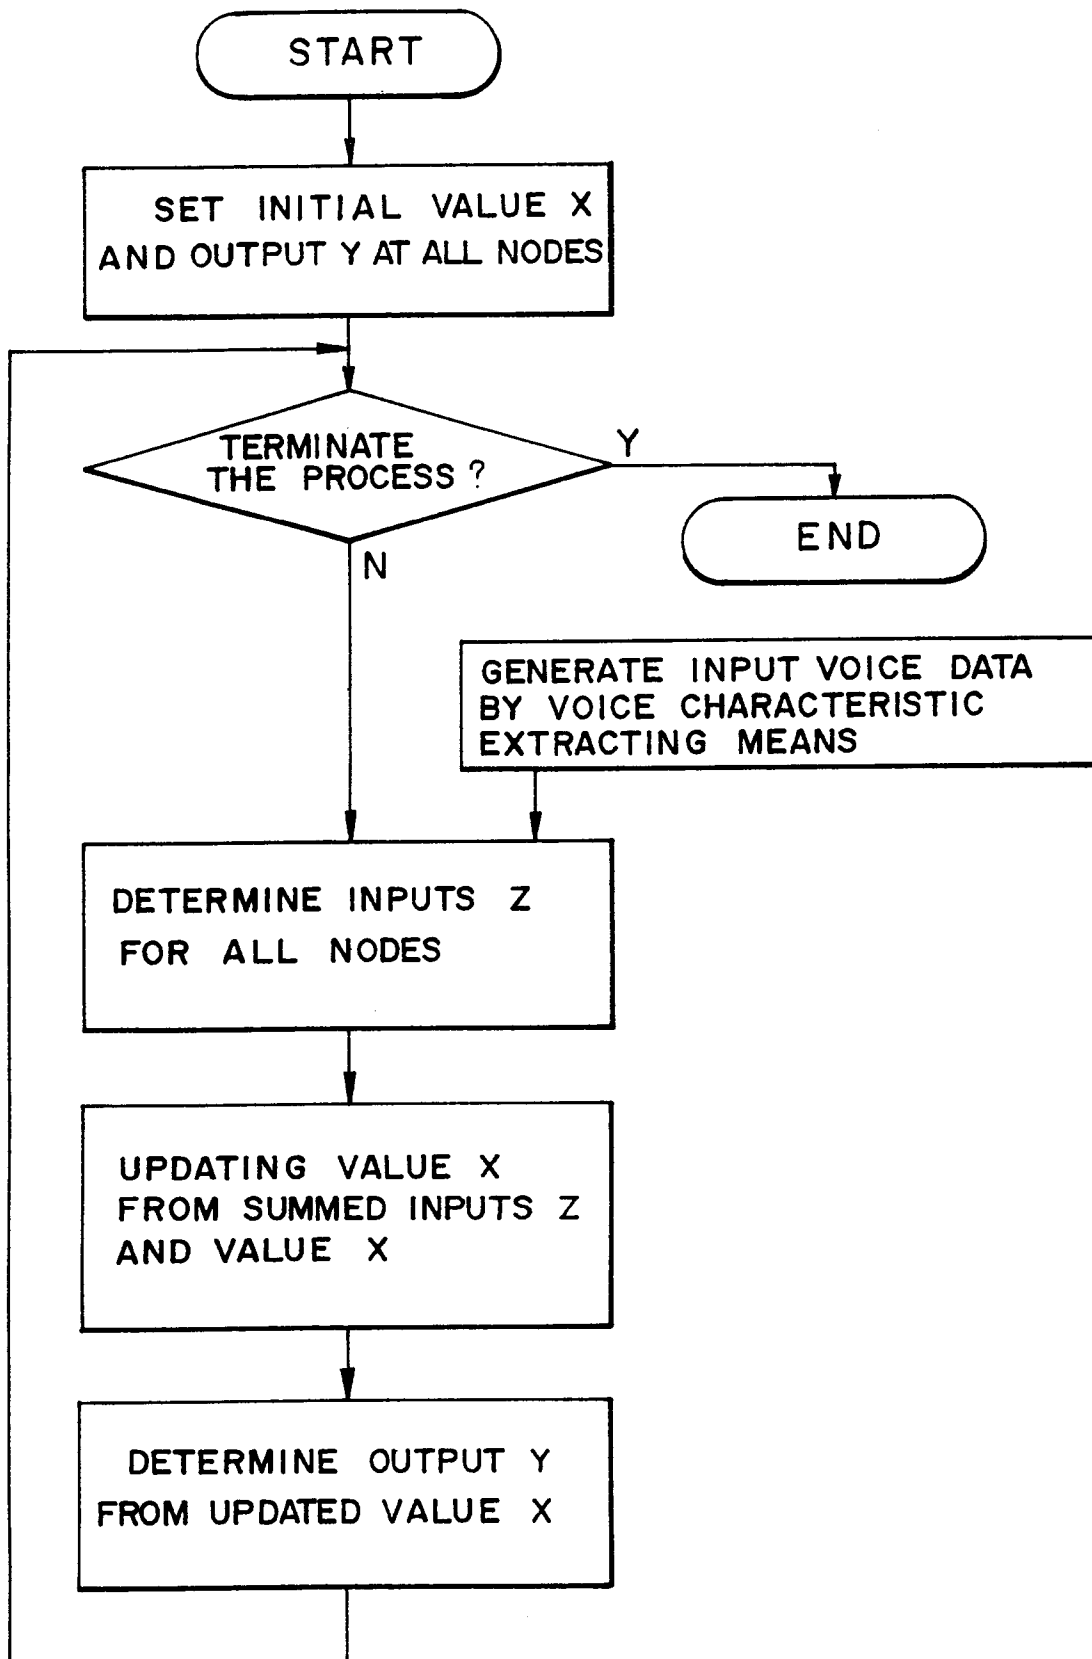 START
SET INITIAL VALUE X
AND OUTPUT Y AT ALL NODES
TERMINATE
THE PROCESS ?
Y
END
N
GENERATE INPUT VOICE DATA
BY VOICE CHARACTERISTIC
EXTRACTING MEANS
DETERMINE INPUTS Z
FOR ALL NODES
UPDATING VALUE X
FROM SUMMED INPUTS Z
AND VALUE X
DETERMINE OUTPUT Y
FROM UPDATED VALUE X